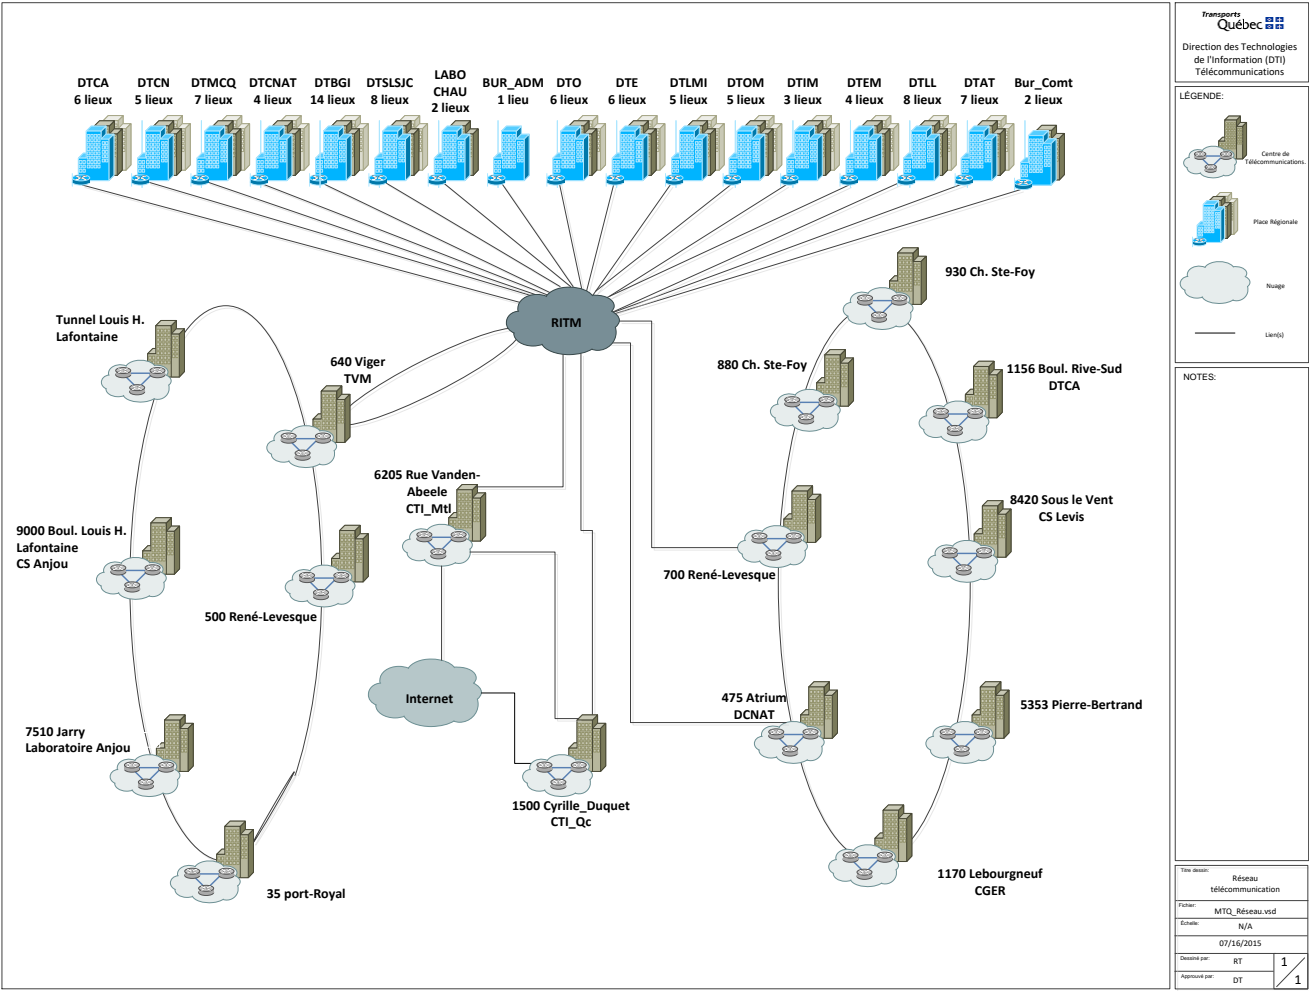 DTCA
6 lieux
DTCN
5 lieux
DTMCQ
7 lieux
DTCNAT
4 lieux
DTBGI
14 lieux
DTSLSJC
8 lieux
LABO
CHAU
2 lieux
BUR_ADM
1 lieu
DTO
6 lieux
DTE
6 lieux
DTLMI
5 lieux
DTOM
5 lieux
DTIM
3 lieux
DTEM
4 lieux
DTLL
8 lieux
DTAT
7 lieux
Bur_Comt
2 lieux
RITM
Tunnel Louis H.
Lafontaine
640 Viger
TVM
9000 Boul. Louis H.
Lafontaine
CS Anjou
500 René-Levesque
7510 Jarry
Laboratoire Anjou
35 port-Royal
6205 Rue Vanden-
Abeele
CTI_Mtl
Internet
1500 Cyrille_Duquet
CTI_Qc
930 Ch. Ste-Foy
880 Ch. Ste-Foy
1156 Boul. Rive-Sud
DTCA
700 René-Levesque
8420 Sous le Vent
CS Levis
475 Atrium
DCNAT
5353 Pierre-Bertrand
1170 Lebourgneuf
CGER
Transports
Québec
Direction des Technologies
de l'Information (DTI)
Télécommunications
LÉGENDE:
Centre de
Télécommunications.
Place Régionale
Nuage
Lien(s)
NOTES:
Titre dessin:
Réseau
télécommunication
Fichier:
MTQ_Réseau.vsd
Échelle:
N/A
07/16/2015
Dessiné par:
RT
Approuvé par:
DT
1
1